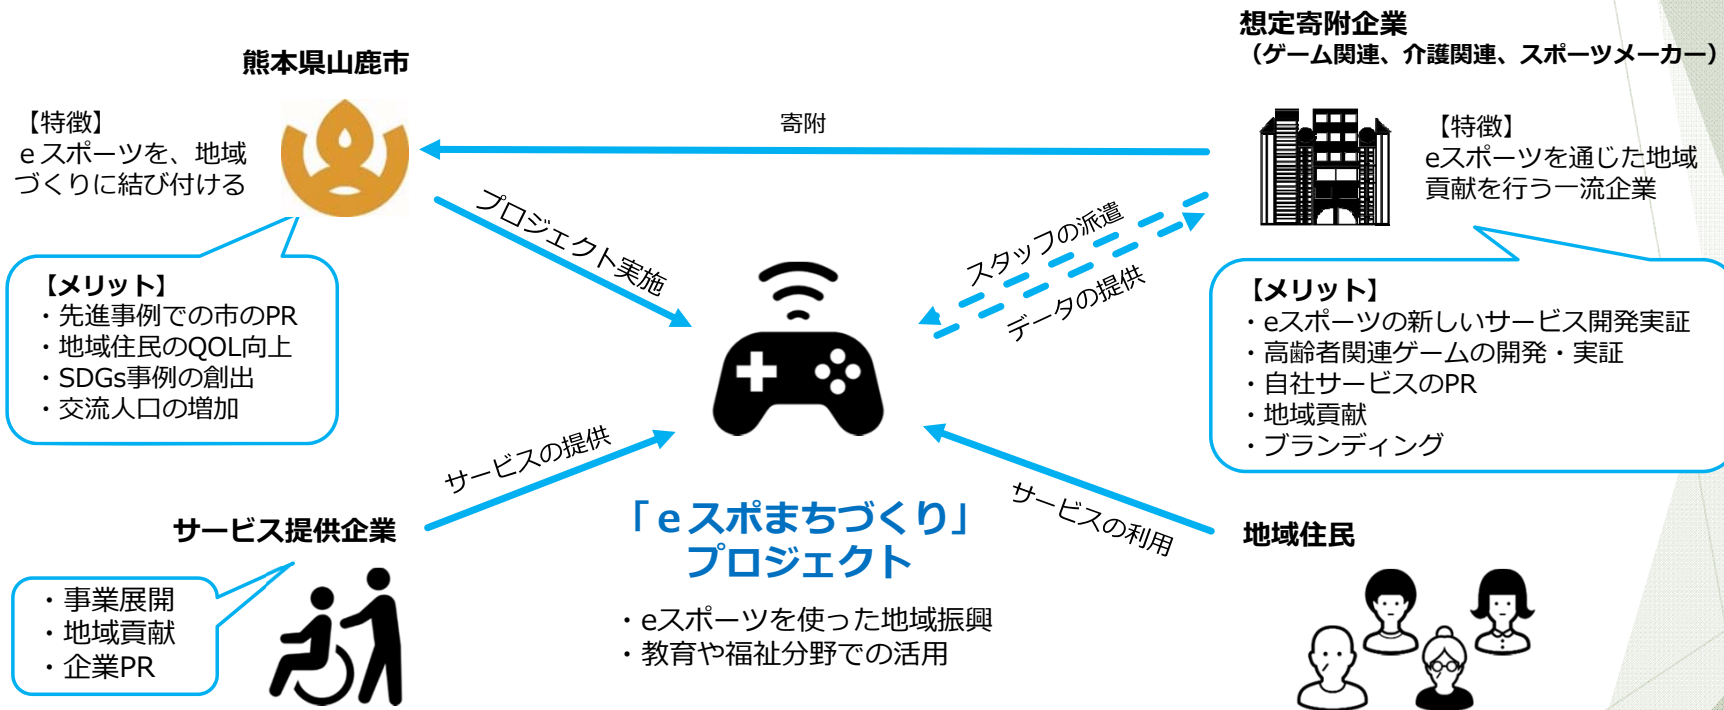 熊本県山鹿市
【特徴】
eスポーツを、地域
づくりに結び付ける
【メリット】
・先進事例での市のPR
・地域住民のQOL向上
・SDGs事例の創出
・交流人口の増加
想定寄附企業
（ゲーム関連、介護関連、スポーツメーカー）
【特徴】
eスポーツを通じた地域
貢献を行う一流企業
【メリット】
・eスポーツの新しいサービス開発実証
・高齢者関連ゲームの開発・実証
・自社サービスのPR
・地域貢献
・ブランディング
寄附
プロジェクト実施
スタッフの派遣
データの提供
サービスの提供
サービスの利用
「eスポまちづくり」
プロジェクト
・eスポーツを使った地域振興
・教育や福祉分野での活用
サービス提供企業
・事業展開
・地域貢献
・企業PR
地域住民